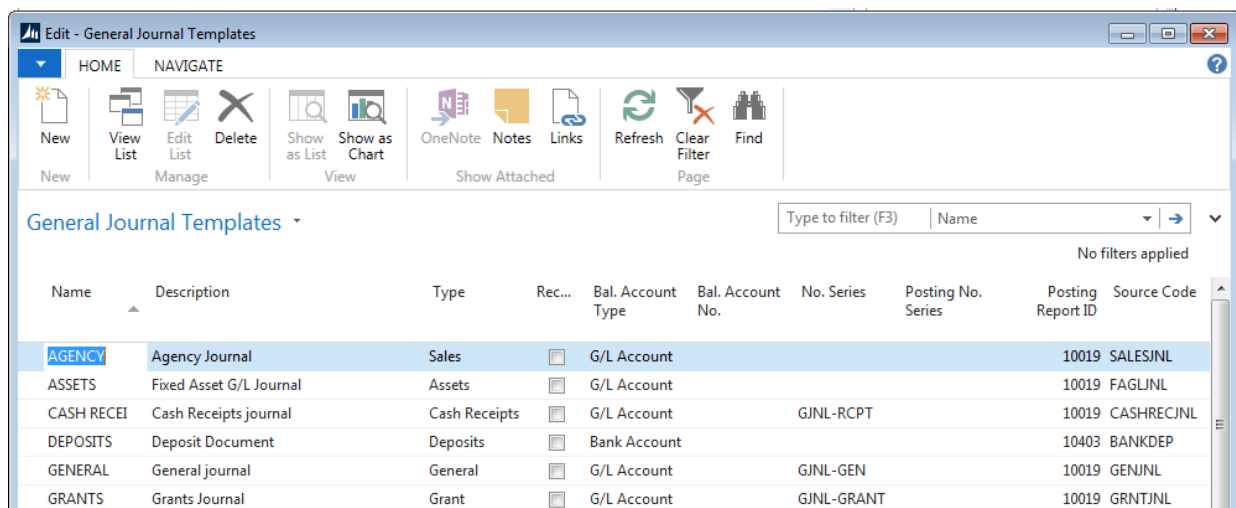 Edit - General Journal Templates
HOME NAVIGATE
New View List Edit List Delete Show as List Show as Chart OneNote Notes Links Refresh Clear Filter Find
New Manage View Show Attached Page
General Journal Templates
Type to filter (F3) Name
No filters applied
Name Description Type Rec... Bal. Account Type Bal. Account No. No. Series Posting No. Series Posting Report ID Source Code
AGENCY Agency Journal Sales G/L Account 10019 SALESJNL
ASSETS Fixed Asset G/L Journal Assets G/L Account 10019 FAGLJNL
CASH RECEI Cash Receipts journal Cash Receipts G/L Account GJNL-RCPT 10019 CASHRECJNL
DEPOSITS Deposit Document Deposits Bank Account 10403 BANKDEP
GENERAL General journal General G/L Account GJNL-GEN 10019 GENJNL
GRANTS Grants Journal Grant G/L Account GJNL-GRANT 10019 GRNTJNL